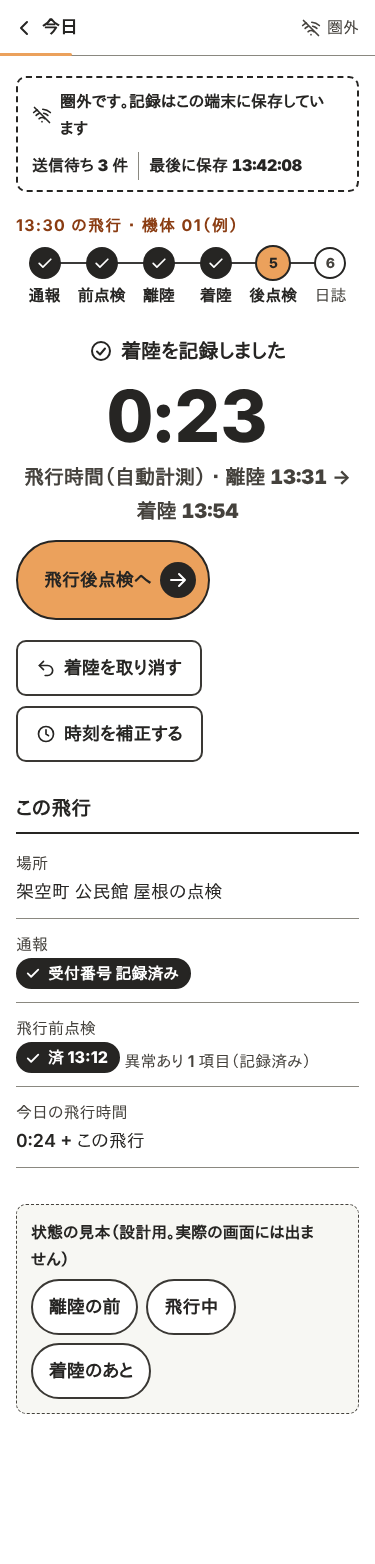 今日
圏外
圏外です。記録はこの端末に保存してい
ます
送信待ち 3 件
最後に保存 13:42:08
13:30 の飛行・機体 01（例）
5
6
通報
前点検
離陸
着陸
後点検
日誌
着陸を記録しました
0:23
飛行時間（自動計測）・離陸 13:31 →
着陸 13:54
飛行後点検へ
着陸を取り消す
時刻を補正する
この飛行
場所
架空町 公民館 屋根の点検
通報
受付番号 記録済み
飛行前点検
済 13:12 異常あり 1 項目（記録済み）
今日の飛行時間
0:24 + この飛行
状態の見本（設計用。実際の画面には出ま
せん）
離陸の前
飛行中
着陸のあと